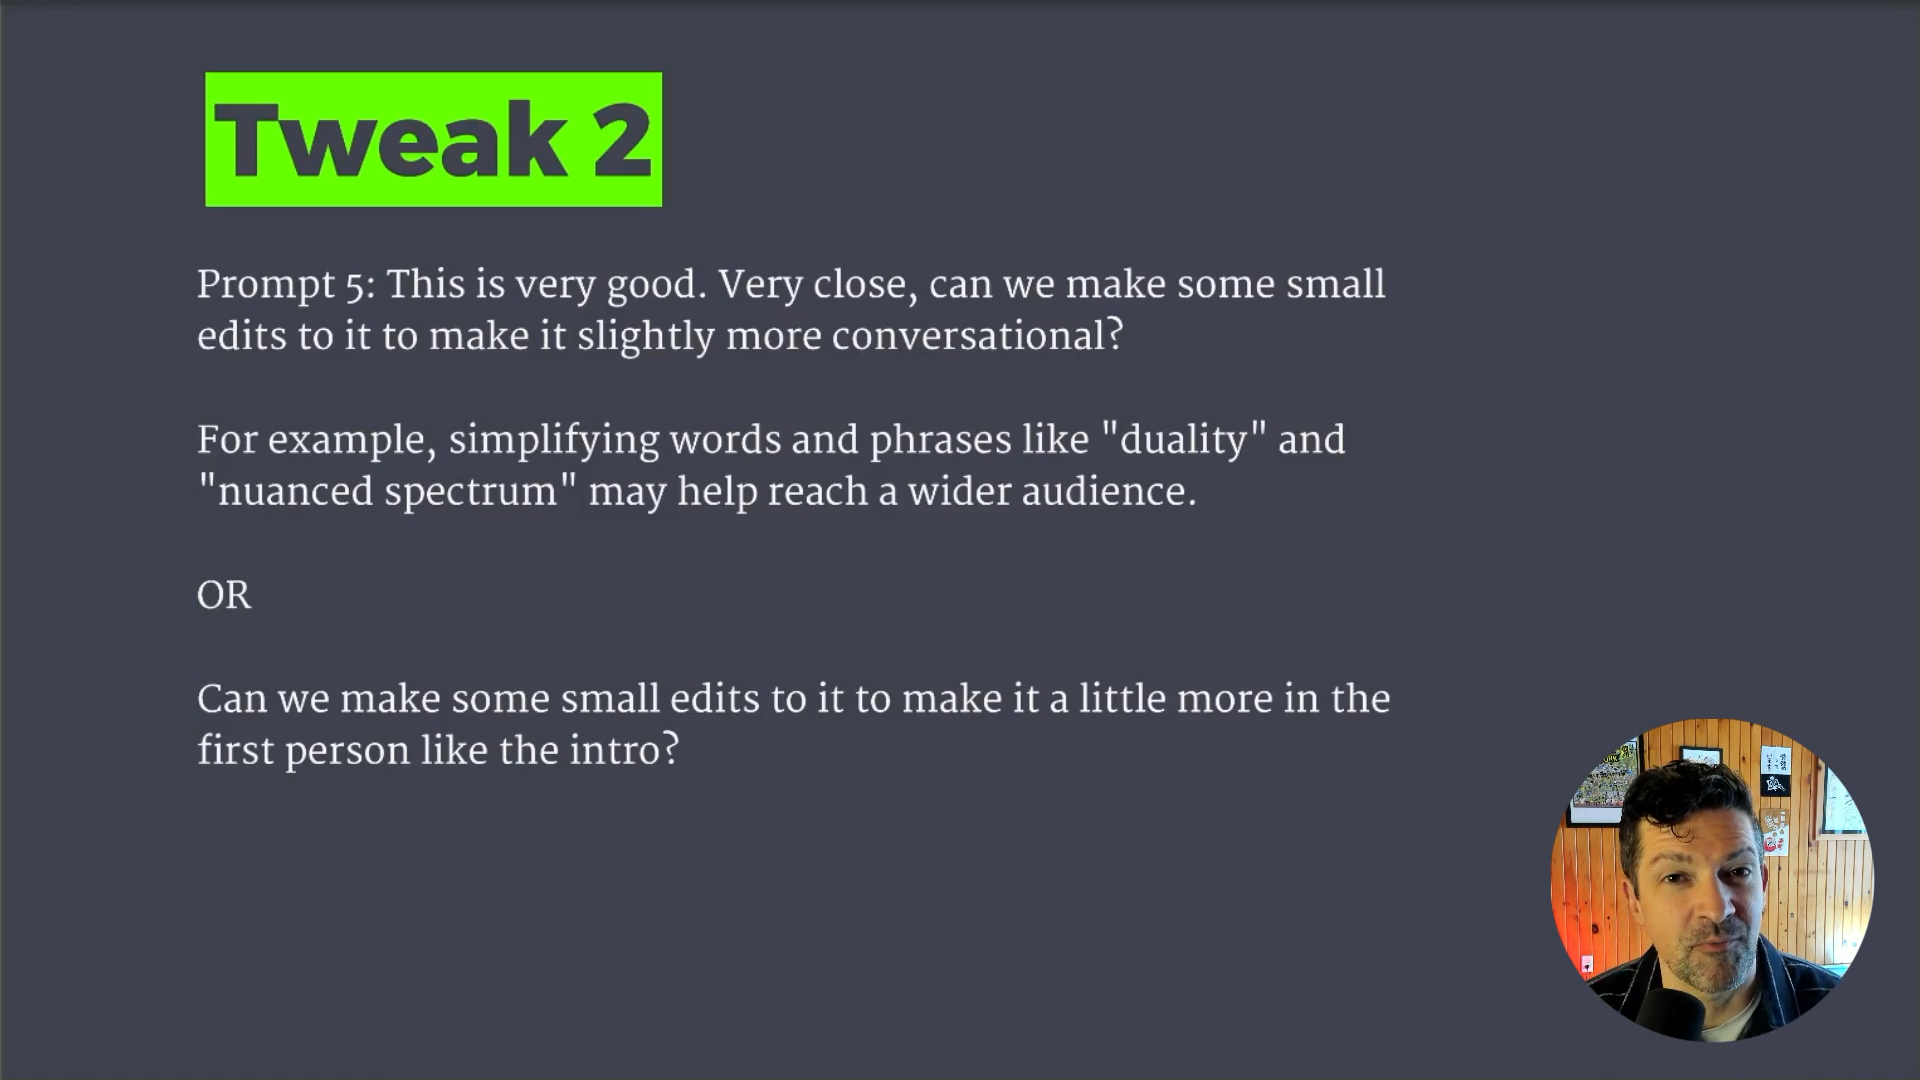 Tweak 2
Prompt 5: This is very good. Very close, can we make some small
edits to it to make it slightly more conversational?
For example, simplifying words and phrases like "duality" and
"nuanced spectrum" may help reach a wider audience.
OR
Can we make some small edits to it to make it a little more in the
first person like the intro?